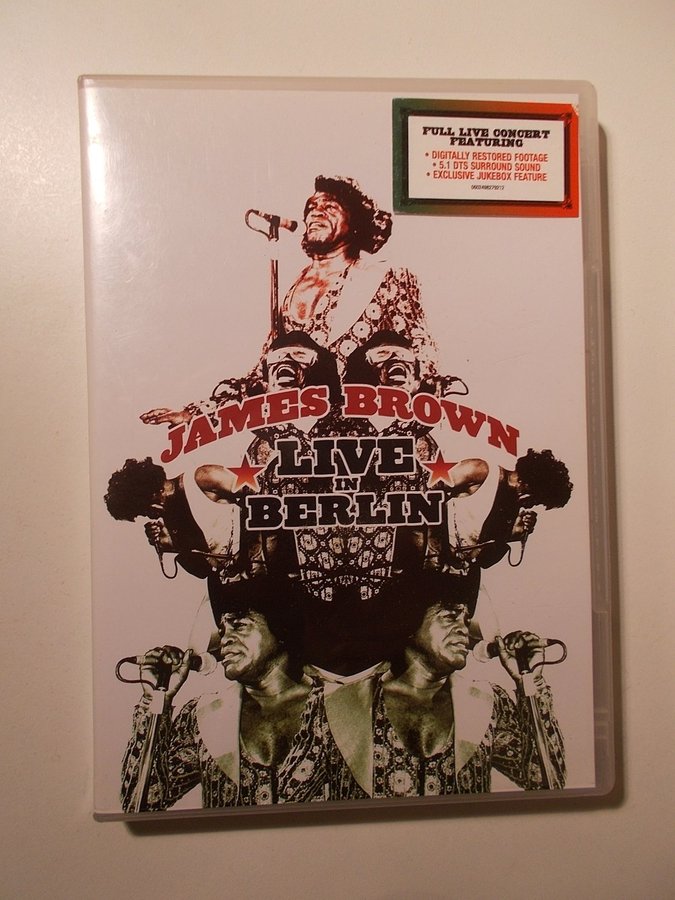 FULL LIVE CONCERT
FEATURING
• DIGITALLY RESTORED FOOTAGE
• 5.1 DTS SURROUND SOUND
• EXCLUSIVE JUKEBOX FEATURE
JAMES BROWN
LIVE
IN
BERLIN